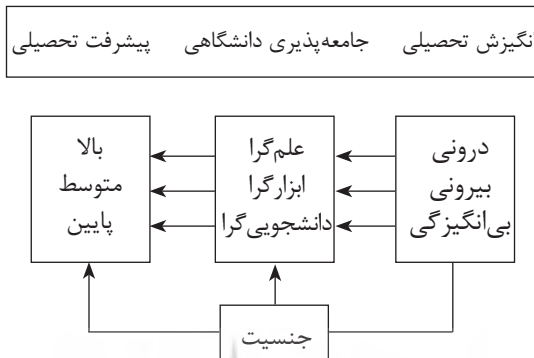 نگیزش تحصیلی جامعه‌پذیری دانشگاهی پیشرفت تحصیلی
درونی
بیرونی
بی‌انگیزگی
علم‌گرا
ابزارگرا
دانشجویی‌گرا
بالا
متوسط
پایین
جنسیت